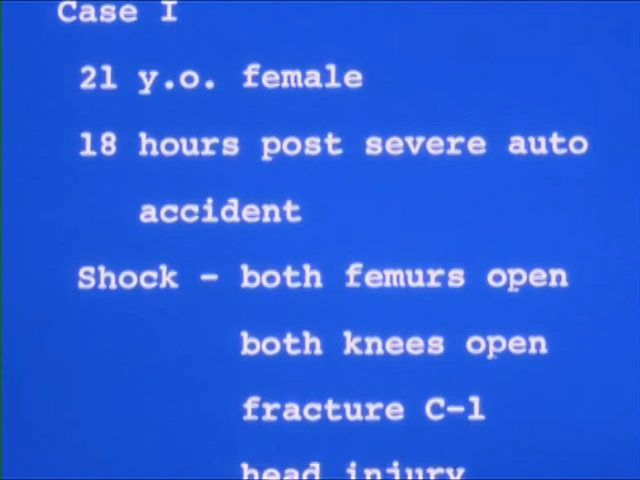 Case I
21 y.o. female
18 hours post severe auto
accident
Shock - both femurs open
both knees open
fracture C-1
head injury